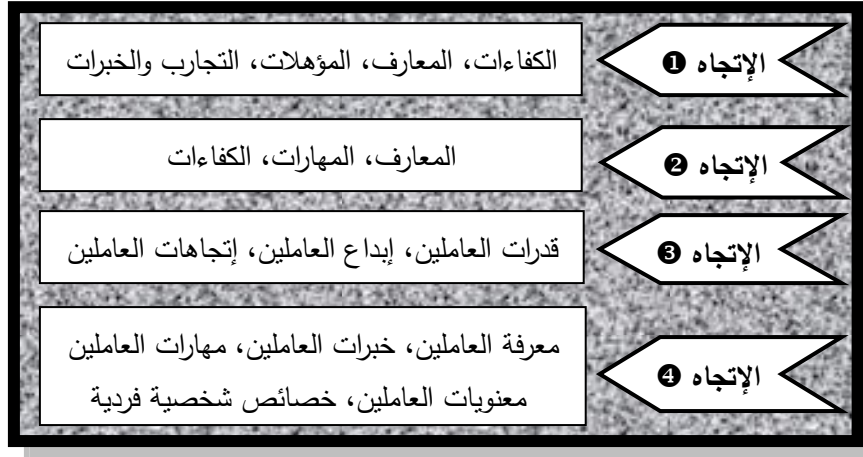 الإتجاه ❶
الكفاءات، المعارف، المؤهلات، التجارب والخبرات
الإتجاه ❷
المعارف، المهارات، الكفاءات
الإتجاه ❸
قدرات العاملين، إبداع العاملين، إتجاهات العاملين
الإتجاه ❹
معرفة العاملين، خبرات العاملين، مهارات العاملين
معنويات العاملين، خصائص شخصية فردية